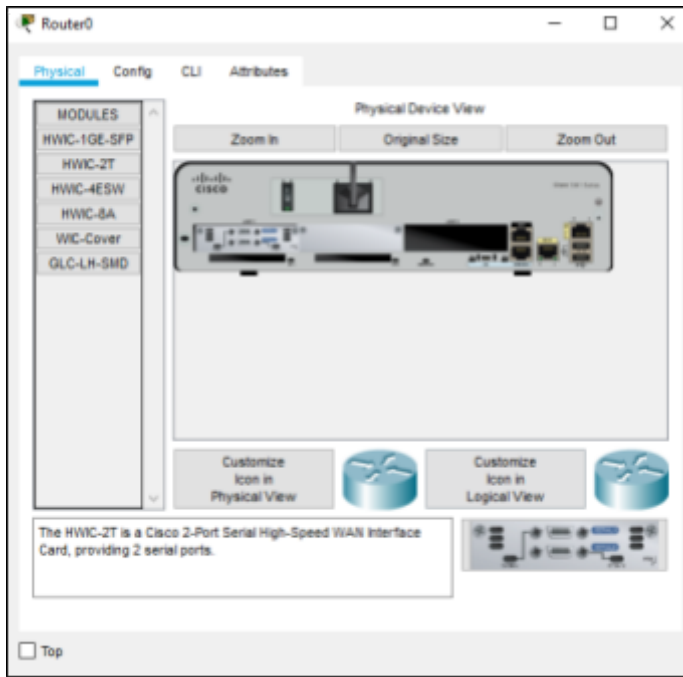 Router0
Physical Config CLI Attributes
MODULES
HWIC-1GE-SFP
HWIC-2T
HWIC-4ESW
HWIC-8A
WIC-Cover
GLC-LH-SMD
Physical Device View
Zoom In Original Size Zoom Out
CISCO
Customize
Icon in
Physical View
Customize
Icon in
Logical View
The HWIC-2T is a Cisco 2-Port Serial High-Speed WAN Interface
Card, providing 2 serial ports.
Top